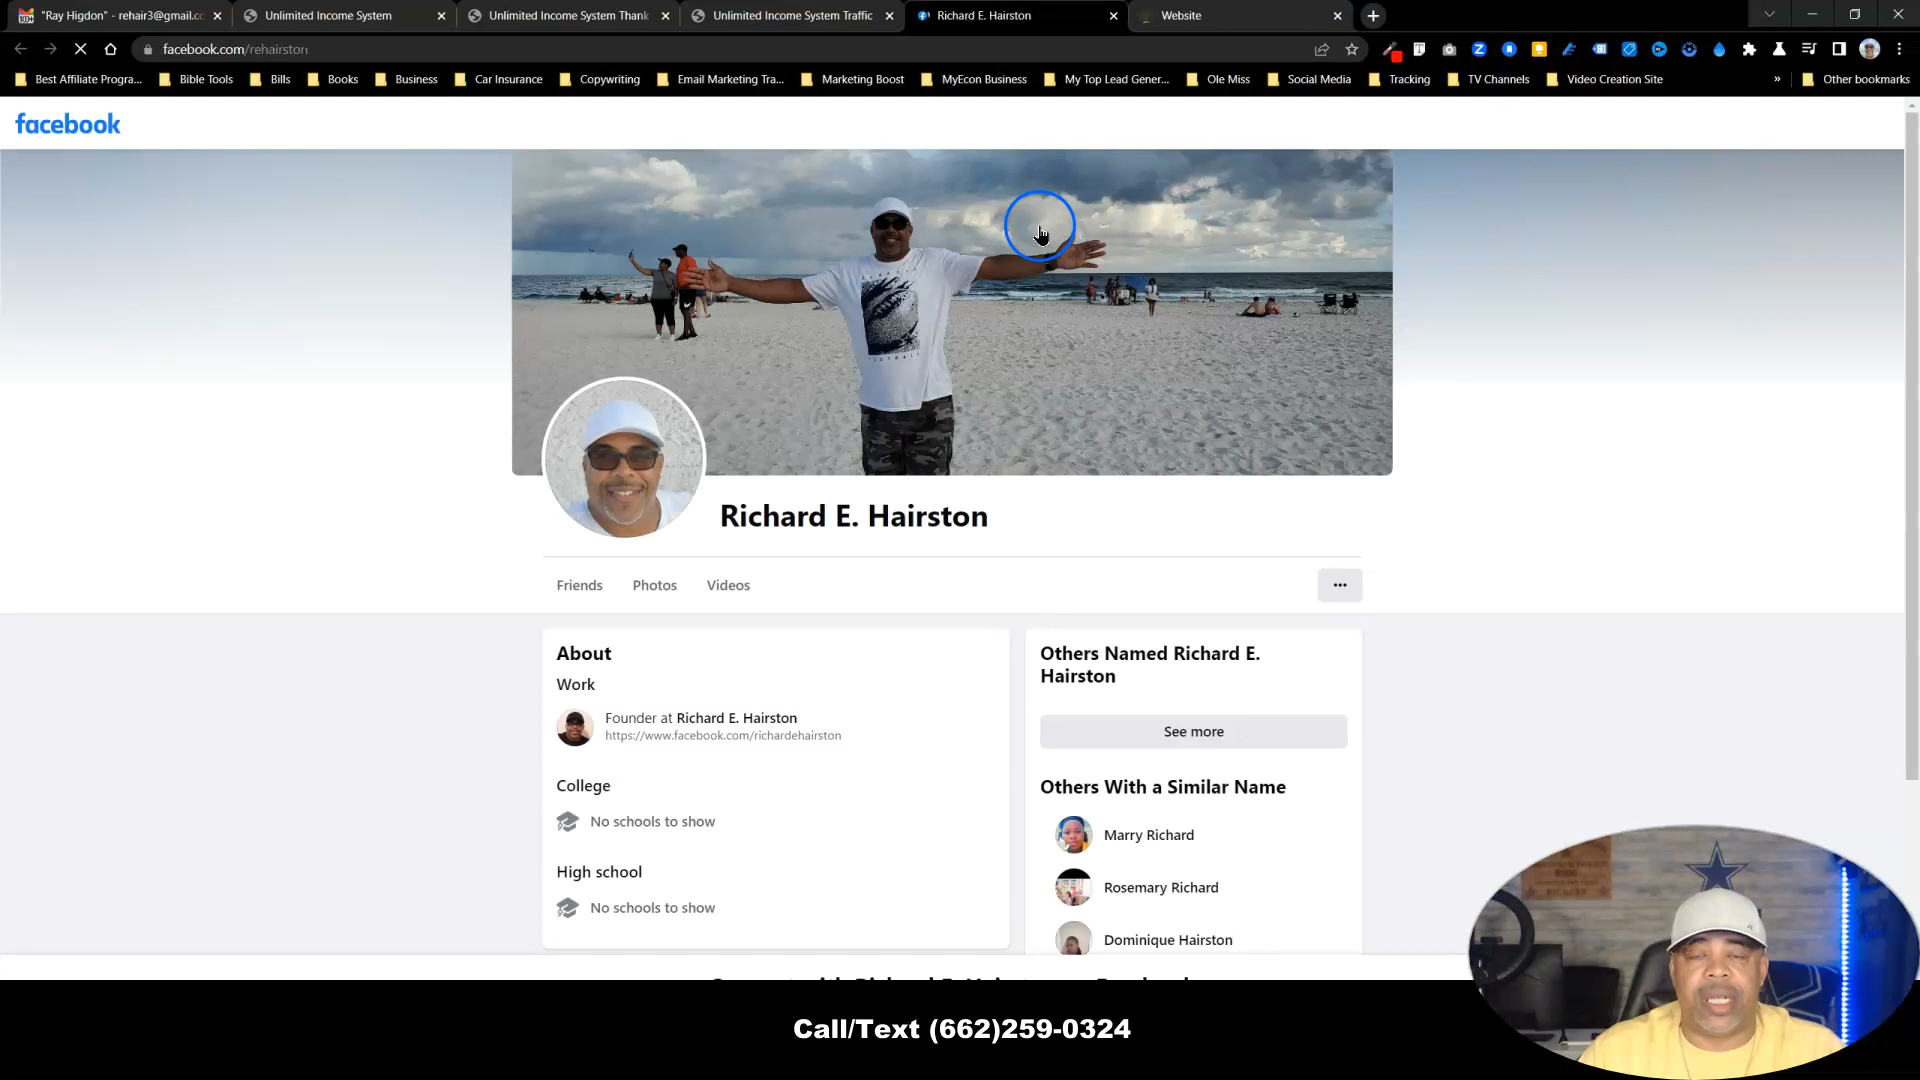 "Ray Higdon" - rehair3@gmail.co
Unlimited Income System
Unlimited Income System Thank
Unlimited Income System Traffic
Richard E. Hairston
Website
facebook.com/rehairston
Best Affiliate Progra...
Bible Tools
Bills
Books
Business
Car Insurance
Copywriting
Email Marketing Tra...
Marketing Boost
MyEcon Business
My Top Lead Gener...
Ole Miss
Social Media
Tracking
TV Channels
Video Creation Site
»
Other bookmarks
facebook
FOOTBALL
Richard E. Hairston
Friends
Photos
Videos
...
About
Work
Founder at Richard E. Hairston
https://www.facebook.com/richardehairston
College
No schools to show
High school
No schools to show
Others Named Richard E.
Hairston
See more
Others With a Similar Name
Marry Richard
Rosemary Richard
Dominique Hairston
Call/Text (662)259-0324